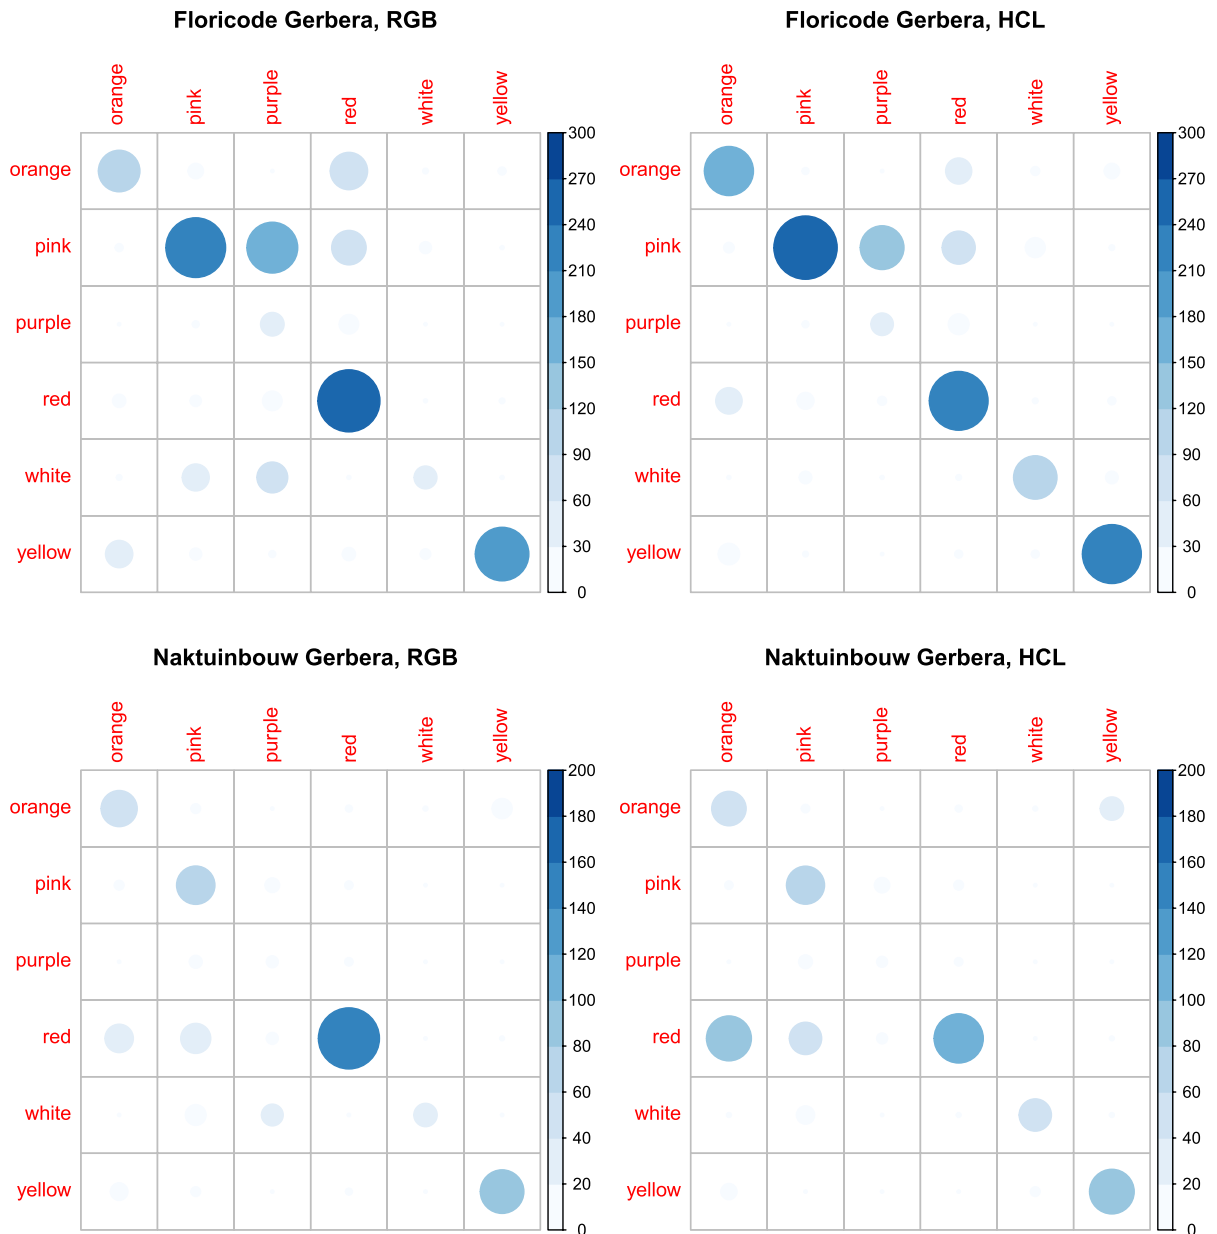 Floricode Gerbera, RGB
orange pink purple red white yellow
orange
pink
purple
red
white
yellow
300
270
240
210
180
150
120
90
60
30
0
Floricode Gerbera, HCL
orange pink purple red white yellow
orange
pink
purple
red
white
yellow
300
270
240
210
180
150
120
90
60
30
0
Naktuinbouw Gerbera, RGB
orange pink purple red white yellow
orange
pink
purple
red
white
yellow
200
180
160
140
120
100
80
60
40
20
0
Naktuinbouw Gerbera, HCL
orange pink purple red white yellow
orange
pink
purple
red
white
yellow
200
180
160
140
120
100
80
60
40
20
0